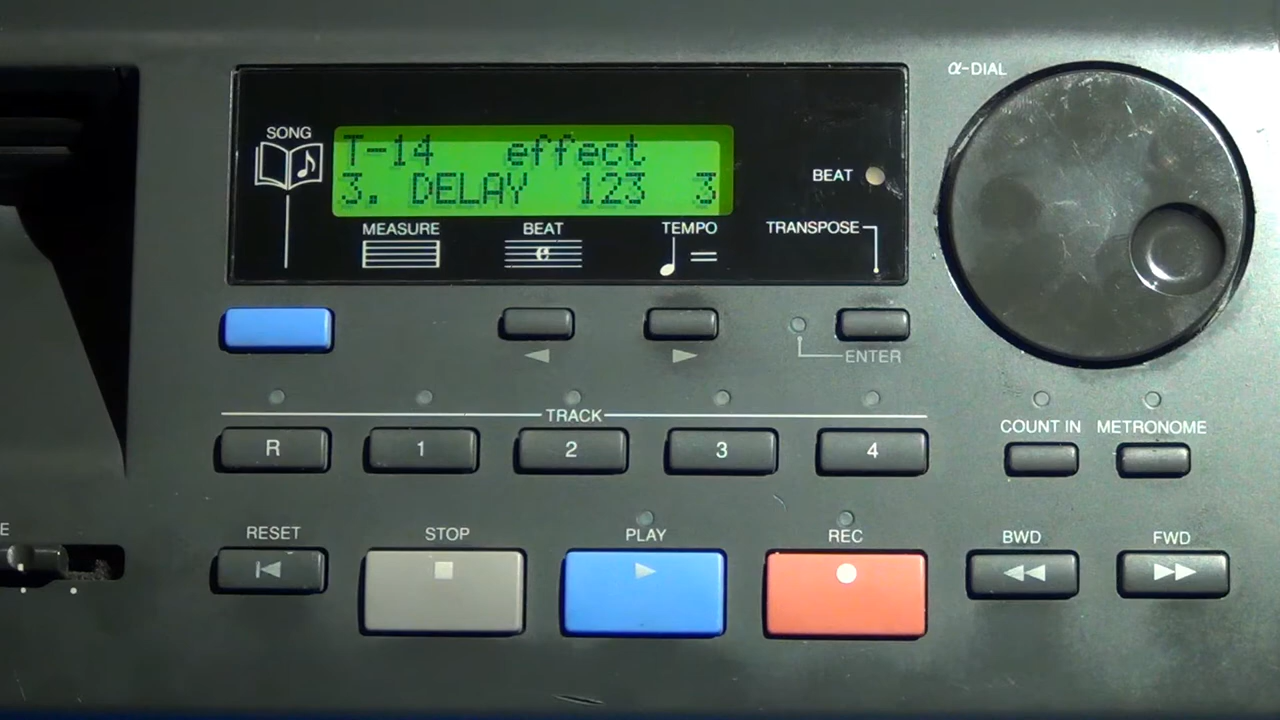 α-DIAL
SONG
T-14 effect
3. DELAY 123 3
BEAT
MEASURE BEAT TEMPO TRANSPOSE
ENTER
TRACK
COUNT IN METRONOME
R 1 2 3 4
E
RESET STOP PLAY REC BWD FWD